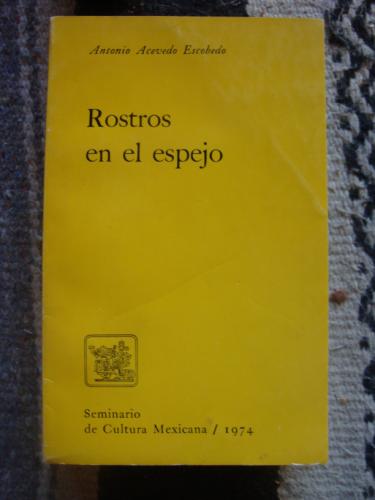 Antonio Acevedo Escobedo
Rostros
en el espejo
Seminario
de Cultura Mexicana / 1974